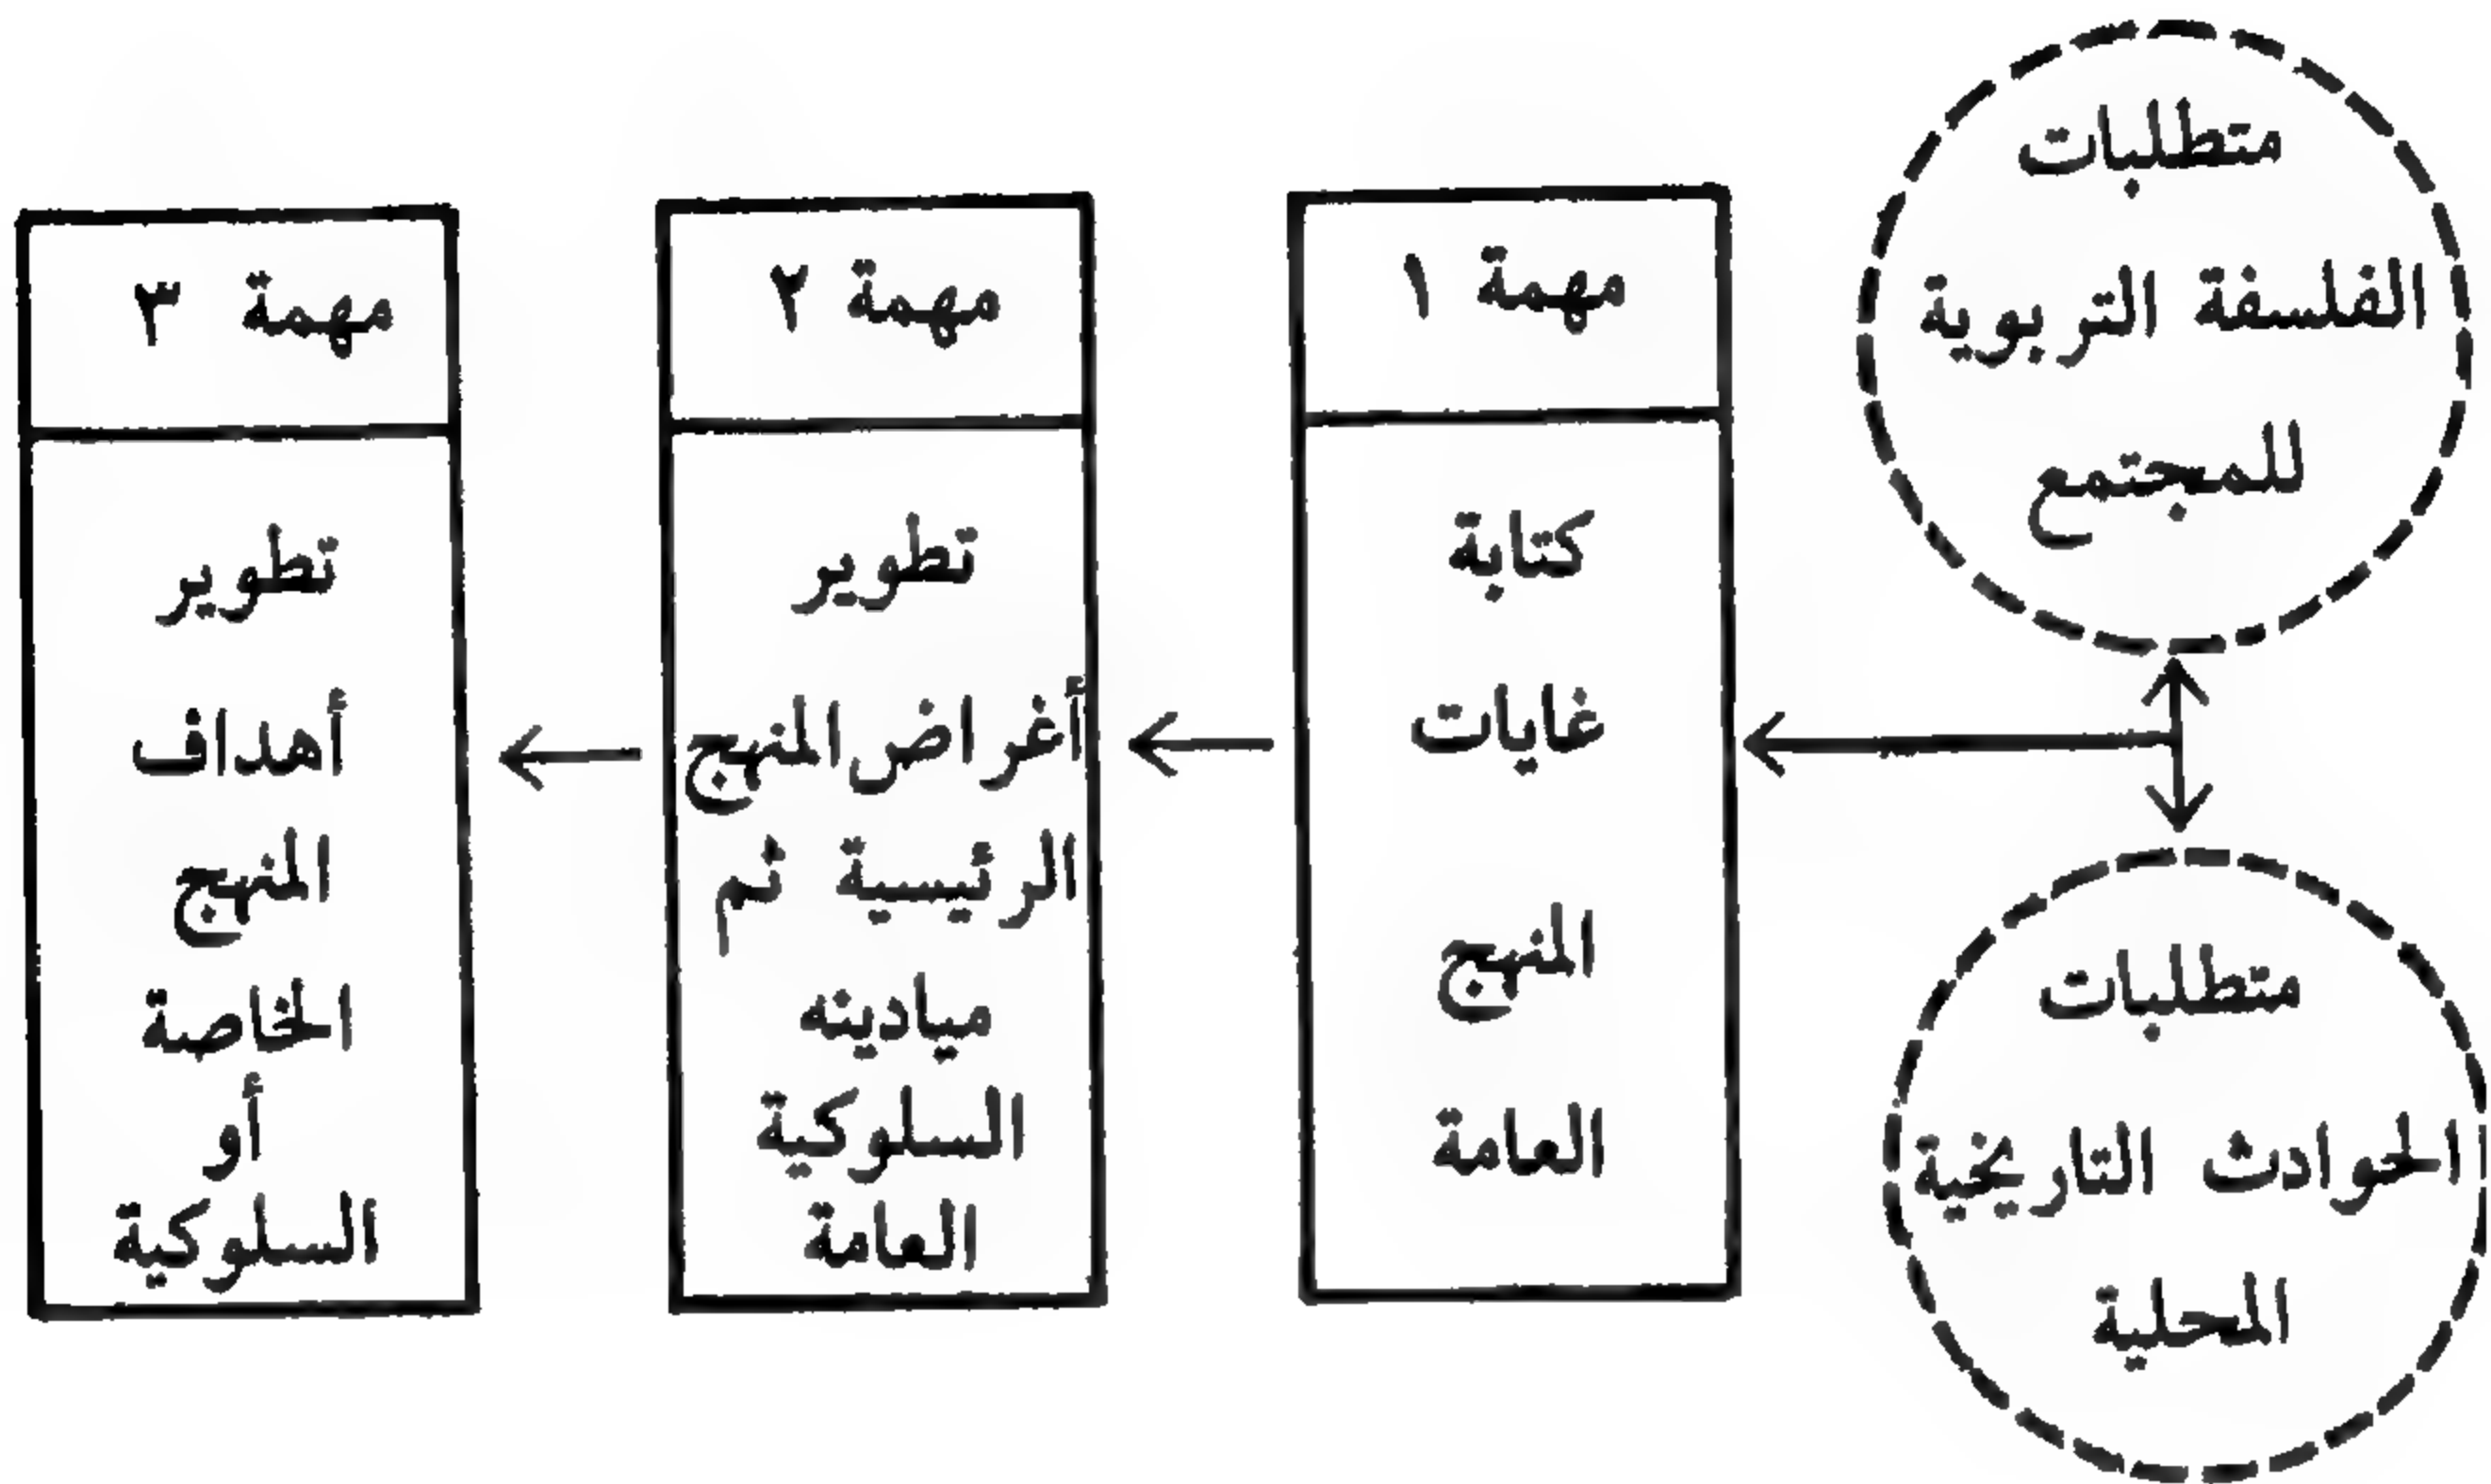 متطلبات
الفلسفة التربوية
للمجتمع
متطلبات
الحوادث التاريخية
المحلية
مهمة ١
كتابة
غايات
المنهج
العامة
مهمة ٢
تطوير
أغراض المنهج
الرئيسية ثم
ميادينه
السلوكية
العامة
مهمة ٣
تطوير
أهداف
المنهج
الخاصة
أو
السلوكية